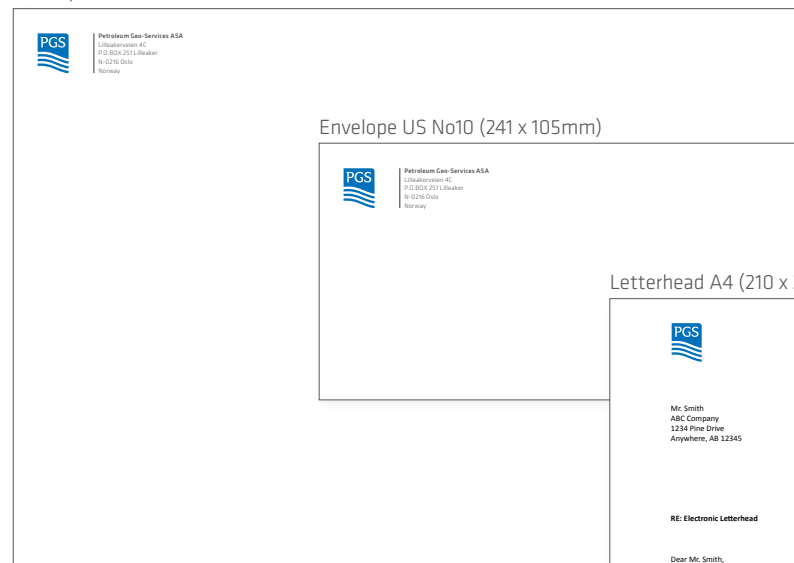 PGS
Petroleum Geo-Services ASA
Lilleakerveien 4C
P.O.BOX 251 Lilleaker
N-0216 Oslo
Norway
Envelope US No10 (241 x 105mm)
PGS
Petroleum Geo-Services ASA
Lilleakerveien 4C
P.O.BOX 251 Lilleaker
N-0216 Oslo
Norway
Letterhead A4 (210 x
PGS
Mr. Smith
ABC Company
1234 Pine Drive
Anywhere, AB 12345
RE: Electronic Letterhead
Dear Mr. Smith,